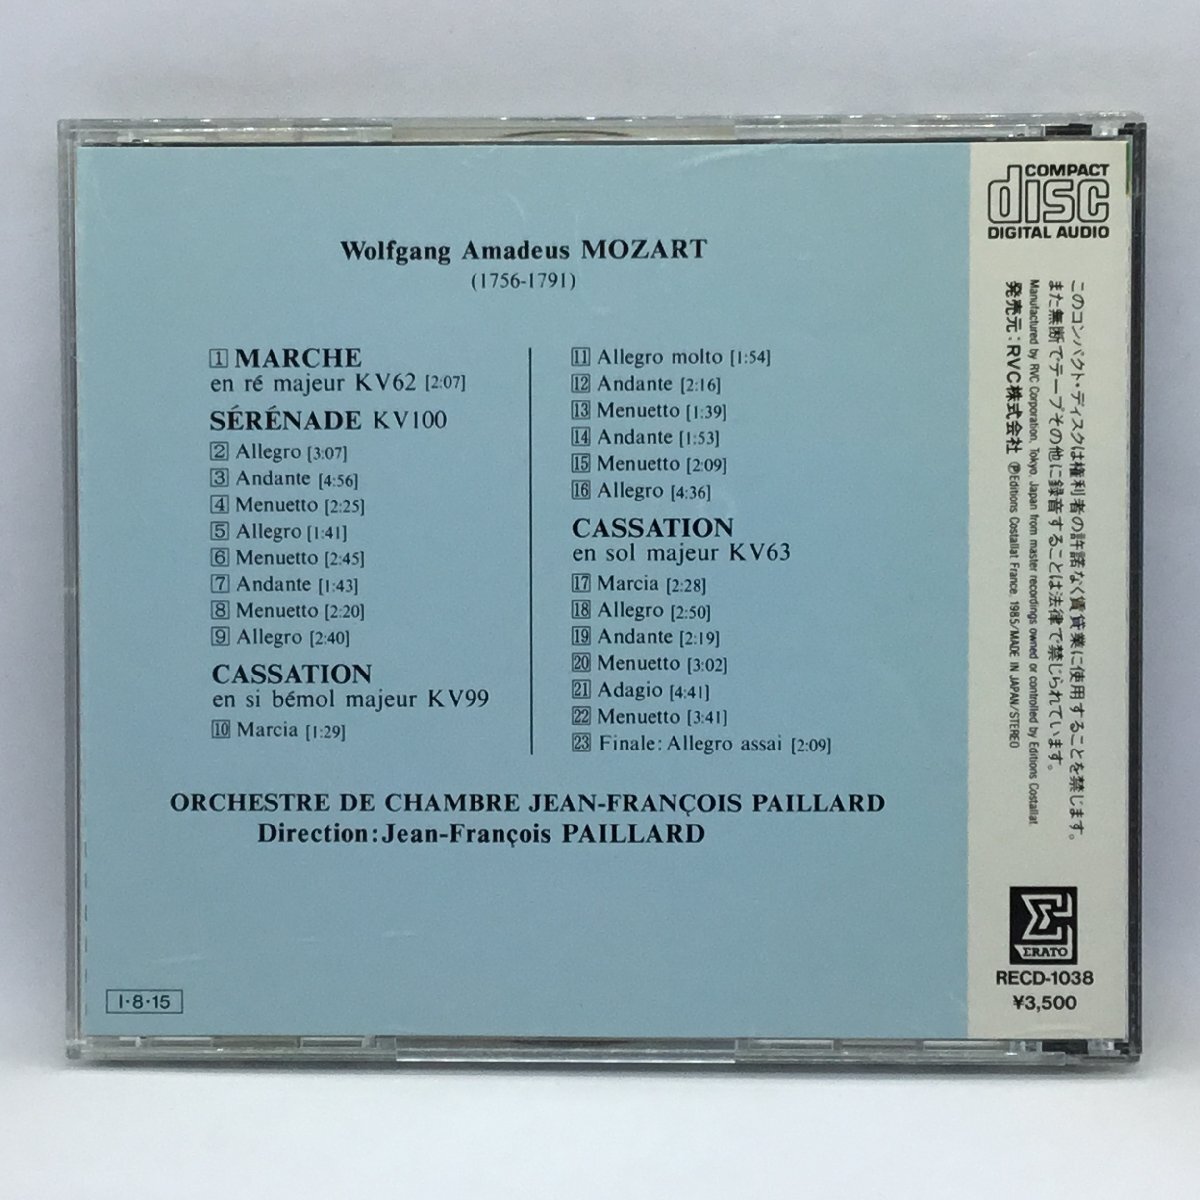 Wolfgang Amadeus MOZART
(1756-1791)
1 MARCHE
en ré majeur KV62 [2:07]
SÉRÉNADE KV100
2 Allegro [3:07]
3 Andante [4:56]
4 Menuetto [2:25]
5 Allegro [1:41]
6 Menuetto [2:45]
7 Andante [1:43]
8 Menuetto [2:20]
9 Allegro [2:40]
CASSATION
en si bémol majeur KV99
10 Marcia [1:29]
11 Allegro molto [1:54]
12 Andante [2:16]
13 Menuetto [1:39]
14 Andante [1:53]
15 Menuetto [2:09]
16 Allegro [4:36]
CASSATION
en sol majeur KV63
17 Marcia [2:28]
18 Allegro [2:50]
19 Andante [2:19]
20 Menuetto [3:02]
21 Adagio [4:41]
22 Menuetto [3:41]
23 Finale: Allegro assai [2:09]
ORCHESTRE DE CHAMBRE JEAN-FRANÇOIS PAILLARD
Direction: Jean-François PAILLARD
I·8·15
COMPACT
disc
DIGITAL AUDIO
このコンパクト・ディスクは権利者の許諾なく賃貸業に使用することを禁じます。
また無断でテープその他に録音することは法律で禁じられています。
Manufactured by RVC Corporation, Tokyo, Japan from master recordings owned or controlled by Editions Costallat.
発売元:RVC株式会社 ℗Editions Costallat France. 1985/MADE IN JAPAN/STEREO
ERATO
RECD-1038
¥3,500